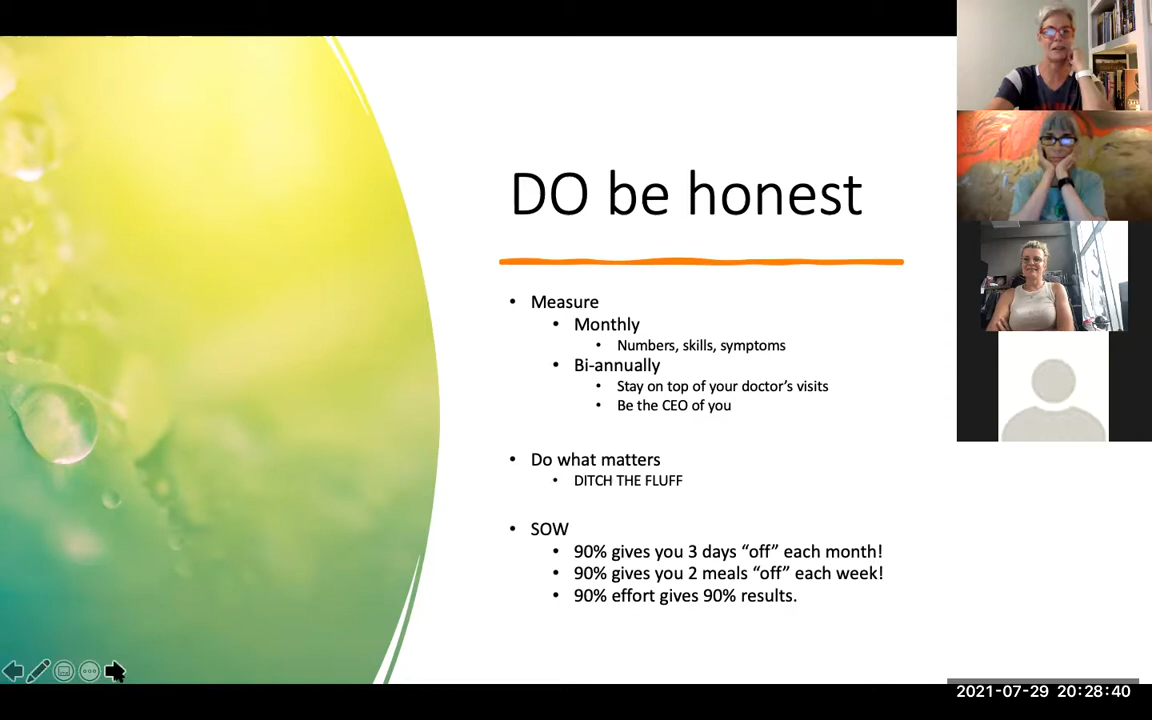 DO be honest
• Measure
• Monthly
• Numbers, skills, symptoms
• Bi-annually
• Stay on top of your doctor’s visits
• Be the CEO of you
• Do what matters
• DITCH THE FLUFF
• SOW
• 90% gives you 3 days “off” each month!
• 90% gives you 2 meals “off” each week!
• 90% effort gives 90% results.
2021-07-29 20:28:40